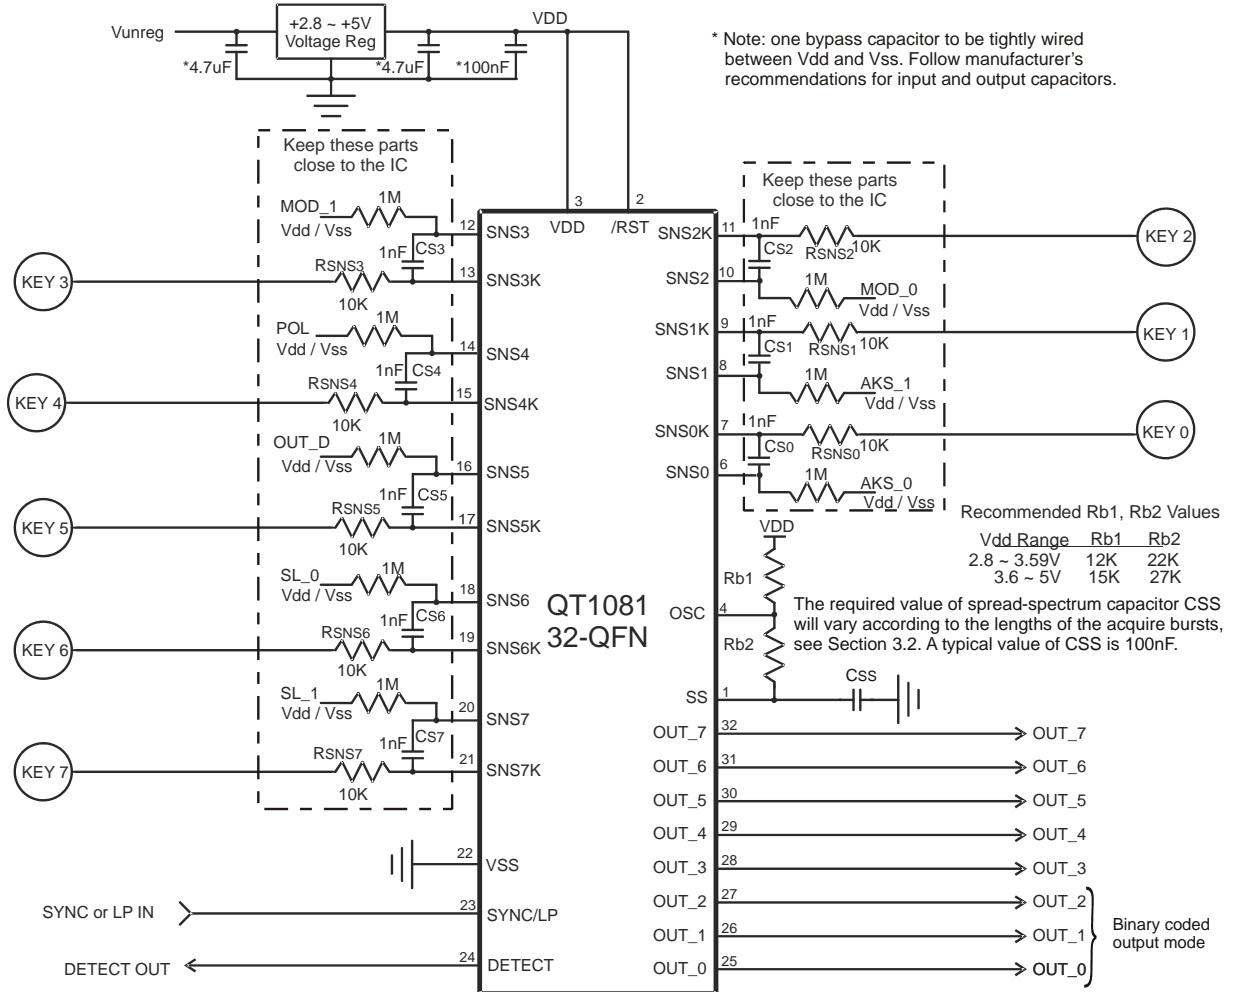 Vunreg
+2.8 ~ +5V
Voltage Reg
VDD
*4.7uF
*4.7uF
*100nF
* Note: one bypass capacitor to be tightly wired
between Vdd and Vss. Follow manufacturer's
recommendations for input and output capacitors.
Keep these parts
close to the IC
MOD_1
Vdd / Vss
1M
12
SNS3
1nF
CS3
KEY 3
RSNS3
10K
13
SNS3K
POL
Vdd / Vss
1M
14
SNS4
1nF
CS4
KEY 4
RSNS4
10K
15
SNS4K
OUT_D
Vdd / Vss
1M
16
SNS5
1nF
CS5
KEY 5
RSNS5
10K
17
SNS5K
SL_0
Vdd / Vss
1M
18
SNS6
1nF
CS6
KEY 6
RSNS6
10K
19
SNS6K
SL_1
Vdd / Vss
1M
20
SNS7
1nF
CS7
KEY 7
RSNS7
10K
21
SNS7K
22
VSS
SYNC or LP IN
23
SYNC/LP
DETECT OUT
24
DETECT
3
VDD
2
/RST
QT1081
32-QFN
Keep these parts
close to the IC
SNS2K
11
1nF
CS2
RSNS2
10K
KEY 2
SNS2
10
1M
MOD_0
Vdd / Vss
SNS1K
9
1nF
CS1
RSNS1
10K
KEY 1
SNS1
8
1M
AKS_1
Vdd / Vss
SNS0K
7
1nF
CS0
RSNS0
10K
KEY 0
SNS0
6
1M
AKS_0
Vdd / Vss
Recommended Rb1, Rb2 Values
Vdd Range Rb1 Rb2
2.8 ~ 3.59V 12K 22K
3.6 ~ 5V 15K 27K
VDD
Rb1
OSC
4
Rb2
The required value of spread-spectrum capacitor CSS
will vary according to the lengths of the acquire bursts,
see Section 3.2. A typical value of CSS is 100nF.
SS
1
CSS
OUT_7
32
OUT_7
OUT_6
31
OUT_6
OUT_5
30
OUT_5
OUT_4
29
OUT_4
OUT_3
28
OUT_3
OUT_2
27
OUT_2
OUT_1
26
OUT_1
OUT_0
25
OUT_0
Binary coded
output mode